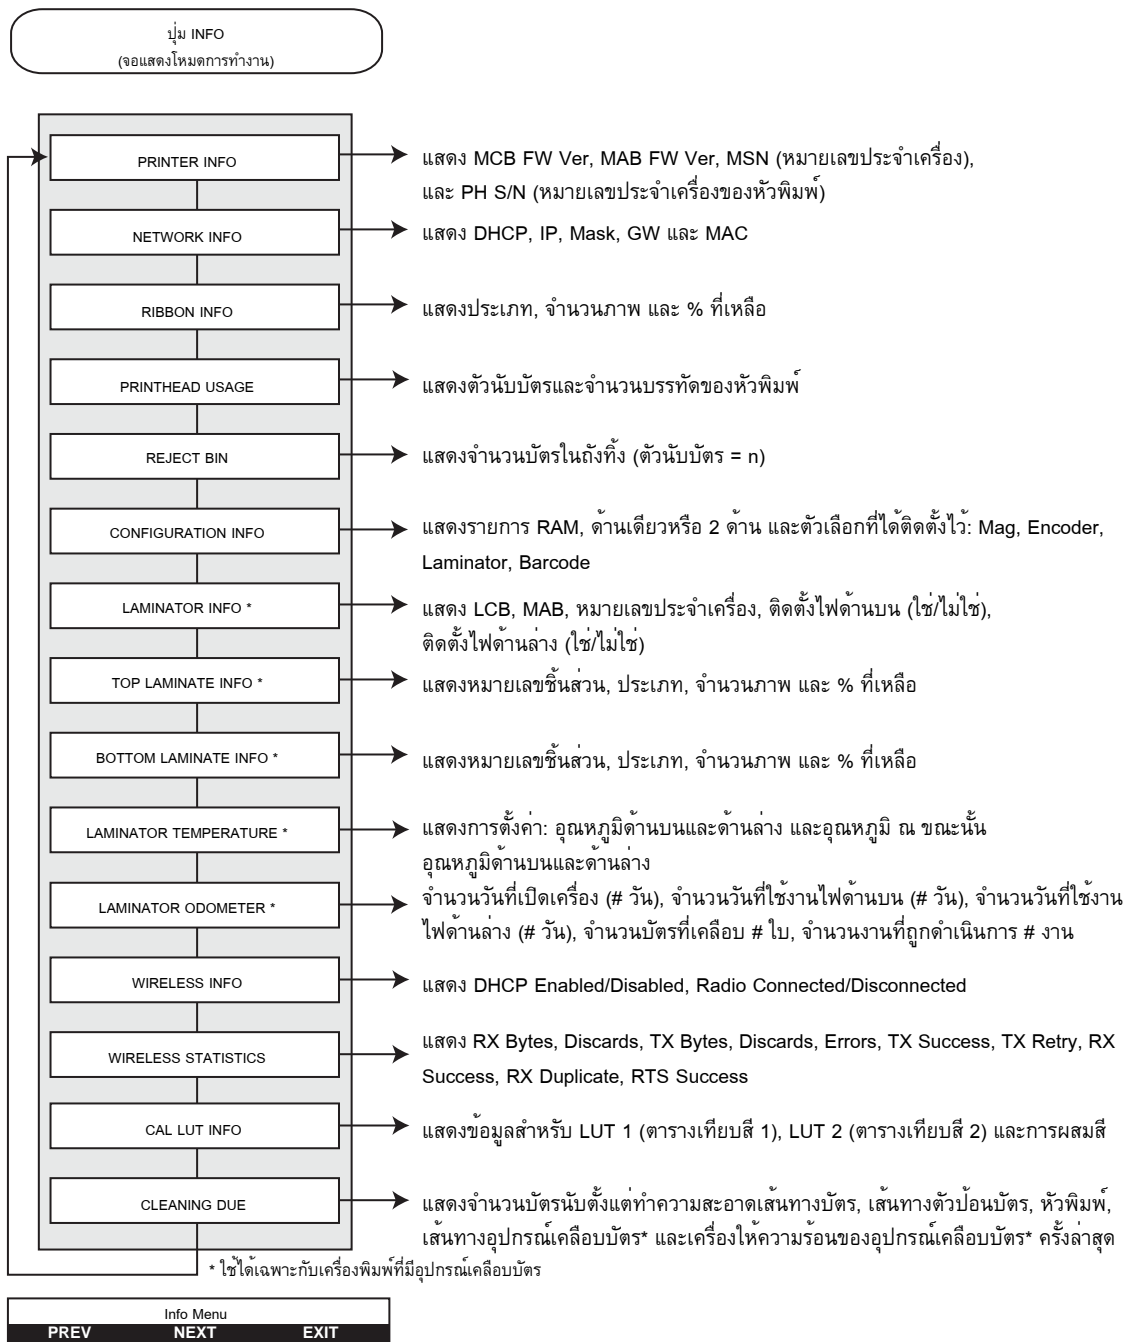 ปุ่ม INFO
(จอแสดงโหมดการทำงาน)
PRINTER INFO
แสดง MCB FW Ver, MAB FW Ver, MSN (หมายเลขประจำเครื่อง),
และ PH S/N (หมายเลขประจำเครื่องของหัวพิมพ์)
NETWORK INFO
แสดง DHCP, IP, Mask, GW และ MAC
RIBBON INFO
แสดงประเภท, จำนวนภาพ และ % ที่เหลือ
PRINTHEAD USAGE
แสดงตัวนับบัตรและจำนวนบรรทัดของหัวพิมพ์
REJECT BIN
แสดงจำนวนบัตรในถังทิ้ง (ตัวนับบัตร = n)
CONFIGURATION INFO
แสดงรายการ RAM, ด้านเดียวหรือ 2 ด้าน และตัวเลือกที่ได้ติดตั้งไว้: Mag, Encoder,
Laminator, Barcode
LAMINATOR INFO *
แสดง LCB, MAB, หมายเลขประจำเครื่อง, ติดตั้งไฟด้านบน (ใช่/ไม่ใช่),
ติดตั้งไฟด้านล่าง (ใช่/ไม่ใช่)
TOP LAMINATE INFO *
แสดงหมายเลขชิ้นส่วน, ประเภท, จำนวนภาพ และ % ที่เหลือ
BOTTOM LAMINATE INFO *
แสดงหมายเลขชิ้นส่วน, ประเภท, จำนวนภาพ และ % ที่เหลือ
LAMINATOR TEMPERATURE *
แสดงการตั้งค่า: อุณหภูมิด้านบนและด้านล่าง และอุณหภูมิ ณ ขณะนั้น
อุณหภูมิด้านบนและด้านล่าง
LAMINATOR ODOMETER *
จำนวนวันที่เปิดเครื่อง (# วัน), จำนวนวันที่ใช้งานไฟด้านบน (# วัน), จำนวนวันที่ใช้งาน
ไฟด้านล่าง (# วัน), จำนวนบัตรที่เคลือบ # ใบ, จำนวนงานที่ถูกดำเนินการ # งาน
WIRELESS INFO
แสดง DHCP Enabled/Disabled, Radio Connected/Disconnected
WIRELESS STATISTICS
แสดง RX Bytes, Discards, TX Bytes, Discards, Errors, TX Success, TX Retry, RX
Success, RX Duplicate, RTS Success
CAL LUT INFO
แสดงข้อมูลสำหรับ LUT 1 (ตารางเทียบสี 1), LUT 2 (ตารางเทียบสี 2) และการผสมสี
CLEANING DUE
แสดงจำนวนบัตรนับตั้งแต่ทำความสะอาดเส้นทางบัตร, เส้นทางตัวป้อนบัตร, หัวพิมพ์,
เส้นทางอุปกรณ์เคลือบบัตร* และเครื่องให้ความร้อนของอุปกรณ์เคลือบบัตร* ครั้งล่าสุด
* ใช้ได้เฉพาะกับเครื่องพิมพ์ที่มีอุปกรณ์เคลือบบัตร
Info Menu
PREV NEXT EXIT